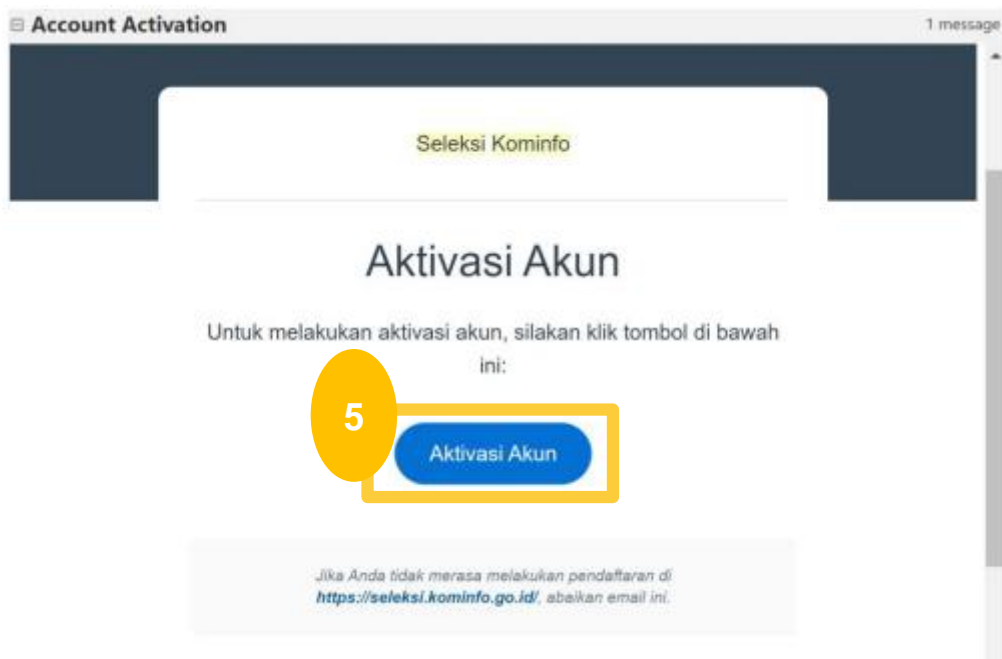 Account Activation
1 message
Seleksi Kominfo
Aktivasi Akun
Untuk melakukan aktivasi akun, silakan klik tombol di bawah
ini:
5
Aktivasi Akun
Jika Anda tidak merasa melakukan pendaftaran di
https://seleksi.kominfo.go.id/, abaikan email ini.